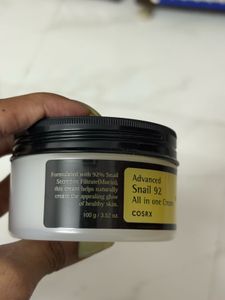 Formulated with 92% Snail
Secretion Filtrate(Mucin),
this cream helps naturally
create the appealing glow
of healthy skin.
100 g / 3.52 oz.
Advanced
Snail 92
All in one Cream
COSRX